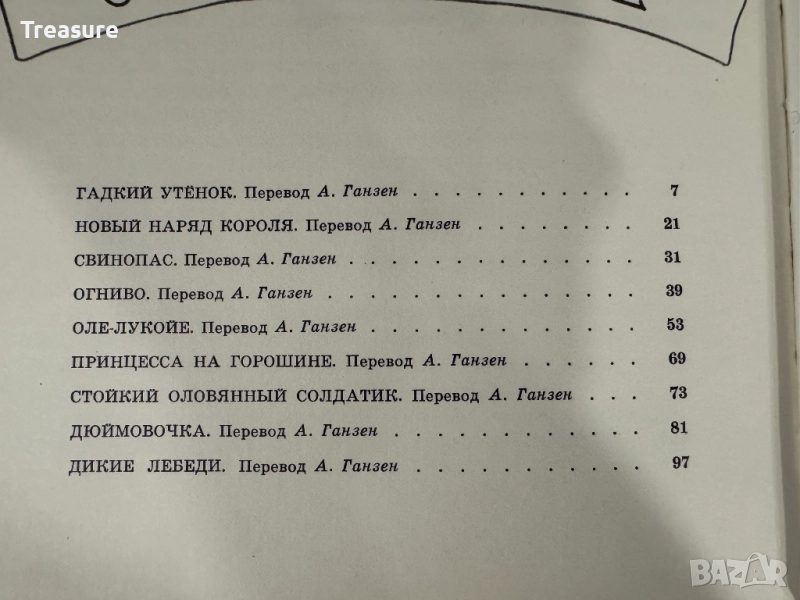 Treasure
ГАДКИЙ УТЁНОК. Перевод А. Ганзен . . . . . . . . . . . 7
НОВЫЙ НАРЯД КОРОЛЯ. Перевод А. Ганзен . . . . . . . . 21
СВИНОПАС. Перевод А. Ганзен . . . . . . . . . . . . . . 31
ОГНИВО. Перевод А. Ганзен . . . . . . . . . . . . . . . 39
ОЛЕ-ЛУКОЙЕ. Перевод А. Ганзен . . . . . . . . . . . . . 53
ПРИНЦЕССА НА ГОРОШИНЕ. Перевод А. Ганзен . . . . . . 69
СТОЙКИЙ ОЛОВЯННЫЙ СОЛДАТИК. Перевод А. Ганзен . . . 73
ДЮЙМОВОЧКА. Перевод А. Ганзен . . . . . . . . . . . . 81
ДИКИЕ ЛЕБЕДИ. Перевод А. Ганзен . . . . . . . . . . . 97
BAZAR